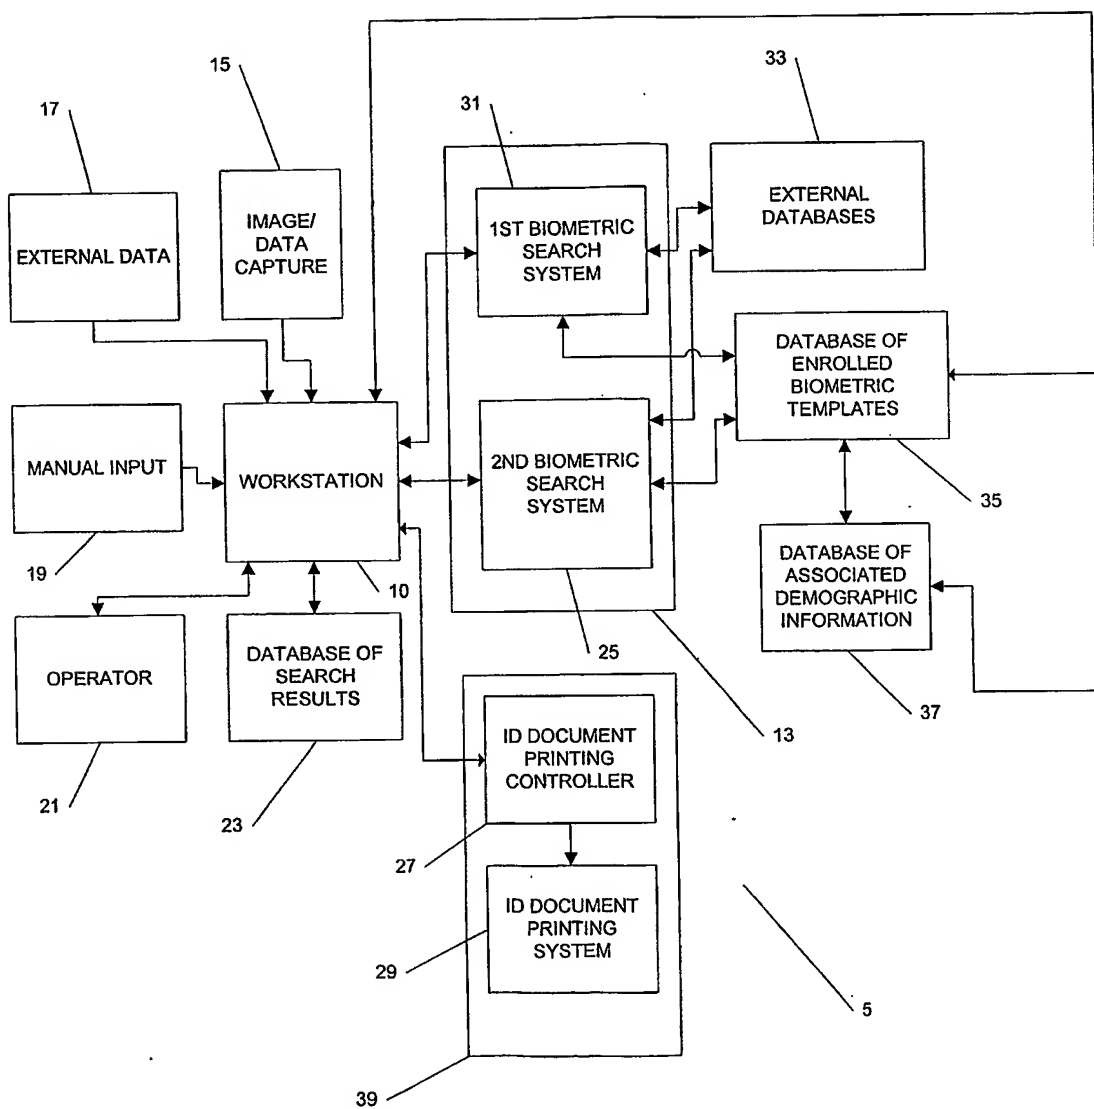 15
33
17
31
EXTERNAL DATA
IMAGE/
DATA
CAPTURE
1ST BIOMETRIC
SEARCH
SYSTEM
EXTERNAL
DATABASES
DATABASE OF
ENROLLED
BIOMETRIC
TEMPLATES
MANUAL INPUT
WORKSTATION
2ND BIOMETRIC
SEARCH
SYSTEM
35
19
10
DATABASE OF
ASSOCIATED
DEMOGRAPHIC
INFORMATION
OPERATOR
DATABASE OF
SEARCH
RESULTS
25
37
13
ID DOCUMENT
PRINTING
CONTROLLER
21
23
27
ID DOCUMENT
PRINTING
SYSTEM
29
5
39